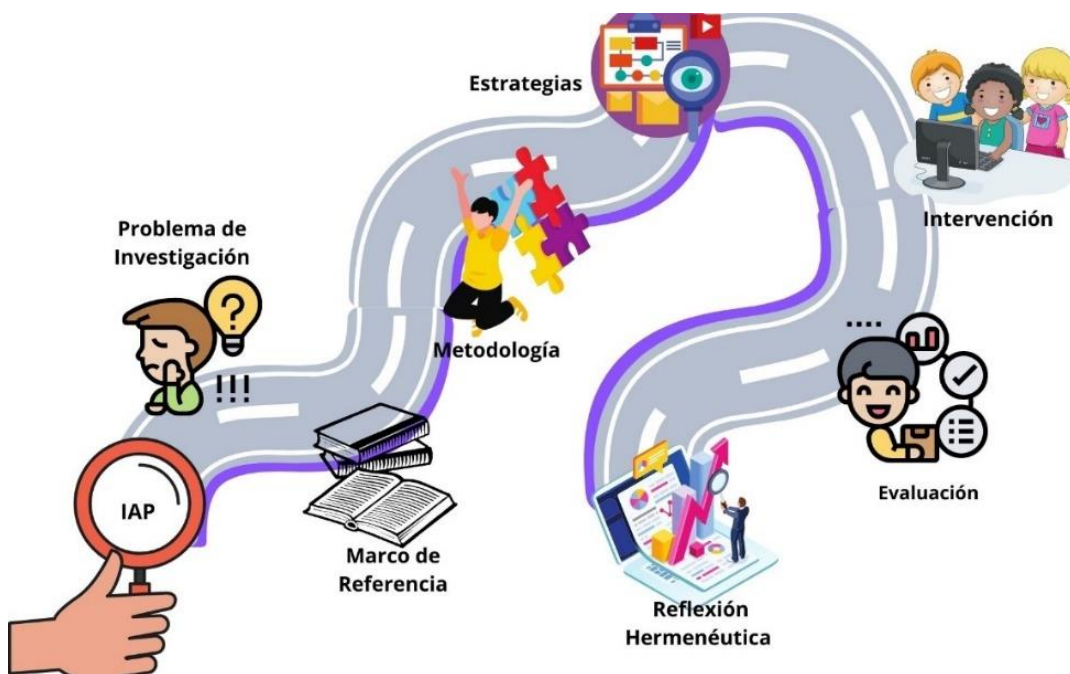 IAP
Problema de
Investigación
Marco de
Referencia
Metodología
Estrategias
Intervención
Evaluación
Reflexión
Hermenéutica